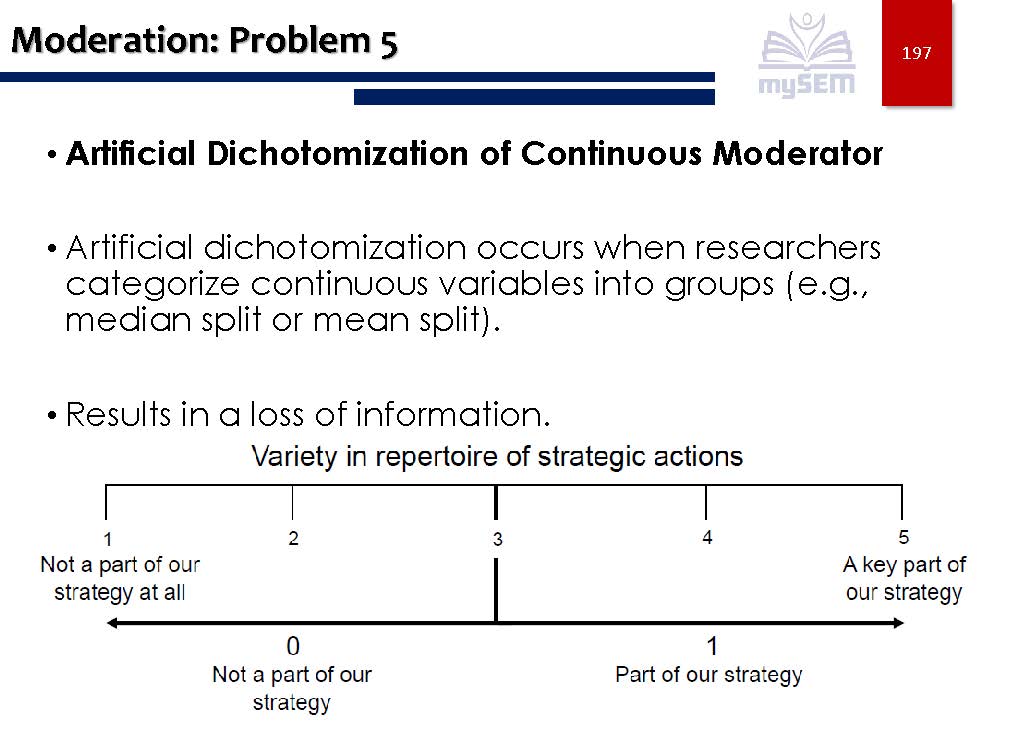 Moderation: Problem 5
mySEM
197
• Artificial Dichotomization of Continuous Moderator
• Artificial dichotomization occurs when researchers
categorize continuous variables into groups (e.g.,
median split or mean split).
• Results in a loss of information.
Variety in repertoire of strategic actions
1 2 3 4 5
Not a part of our A key part of
strategy at all our strategy
0 1
Not a part of our Part of our strategy
strategy